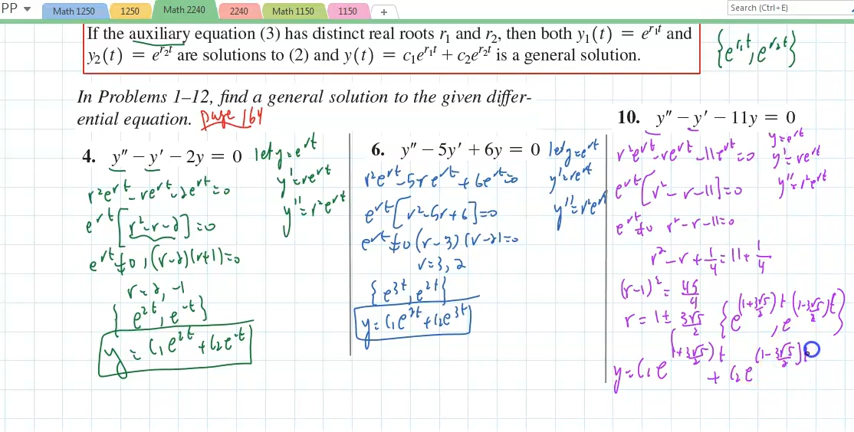 PP
Math 1250
1250
Math 2240
2240
Math 1150
1150
+
Search (Ctrl+E)
If the auxiliary equation (3) has distinct real roots r₁ and r₂, then both y₁(t) = e^{r₁t} and
y₂(t) = e^{r₂t} are solutions to (2) and y(t) = c₁e^{r₁t} + c₂e^{r₂t} is a general solution.
{e^{r₁t}, e^{r₂t}}
In Problems 1–12, find a general solution to the given differ-
ential equation. page 164
4. y″ − y′ − 2y = 0 let y=e^{rt}
y'=re^{rt}
y''=r²e^{rt}
r²e^{rt}-re^{rt}-2e^{rt}=0
e^{rt}[r²-r-2]=0
e^{rt}≠0, (r-2)(r+1)=0
r=2, -1
{e^{2t}, e^{-t}}
y=c₁e^{2t}+c₂e^{-t}
6. y″ − 5y′ + 6y = 0 let y=e^{rt}
y'=re^{rt}
y''=r²e^{rt}
r²e^{rt}-5re^{rt}+6e^{rt}=0
e^{rt}[r²-5r+6]=0
e^{rt}≠0 (r-3)(r-2)=0
r=3, 2
{e^{3t}, e^{2t}}
y=c₁e^{2t}+c₂e^{3t}
10. y″ − y′ − 11y = 0
y=e^{rt}
y'=re^{rt}
y''=r²e^{rt}
r²e^{rt}-re^{rt}-11e^{rt}=0
e^{rt}[r²-r-11]=0
e^{rt}≠0 r²-r-11=0
r²-r+1/4=11+1/4
(r-1)²=45/4
r=1±3√5/2 {e^{(1+3√5/2)t}, e^{(1-3√5/2)t}}
y=c₁e^{(1+3√5/2)t}+c₂e^{(1-3√5/2)t}